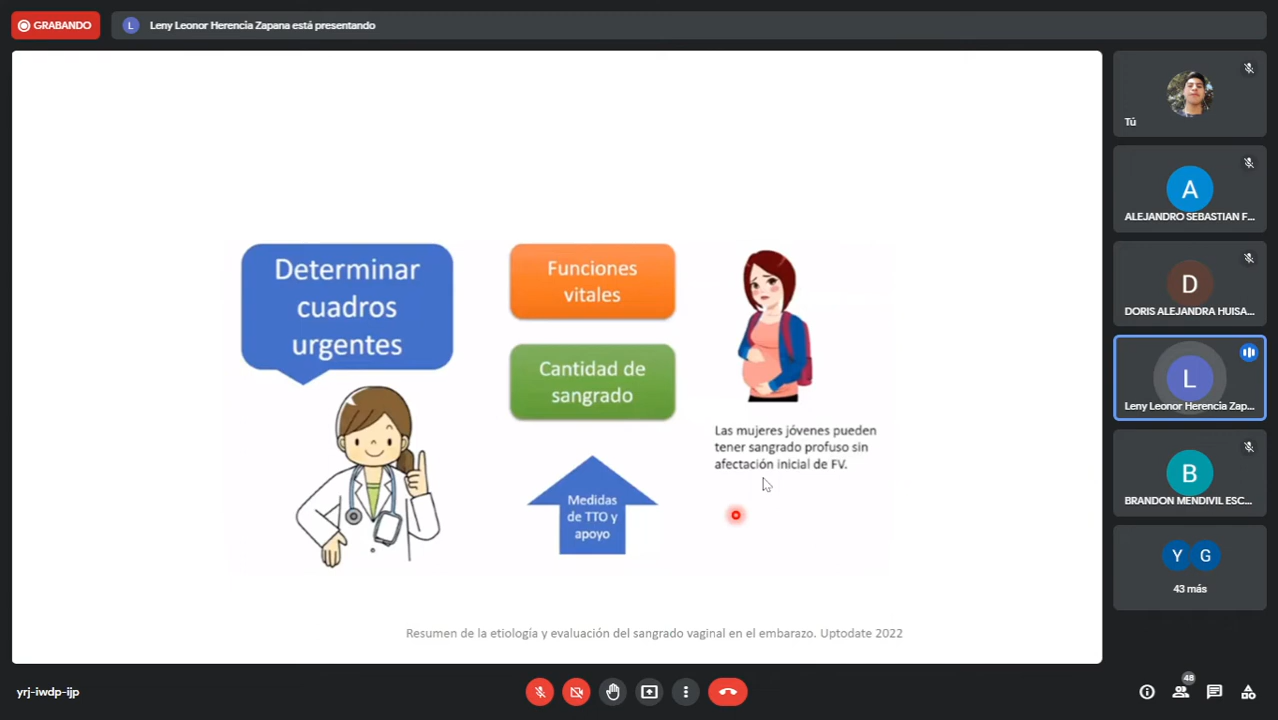 GRABANDO
L
Leny Leonor Herencia Zapana está presentando
Determinar
cuadros
urgentes
Funciones
vitales
Cantidad de
sangrado
Medidas
de TTO y
apoyo
Las mujeres jóvenes pueden
tener sangrado profuso sin
afectación inicial de FV.
Resumen de la etiología y evaluación del sangrado vaginal en el embarazo. Uptodate 2022
Tú
A
ALEJANDRO SEBASTIAN F...
D
DORIS ALEJANDRA HUISA...
L
Leny Leonor Herencia Zap...
B
BRANDON MENDIVIL ESC...
Y G
43 más
yrj-iwdp-ijp
48